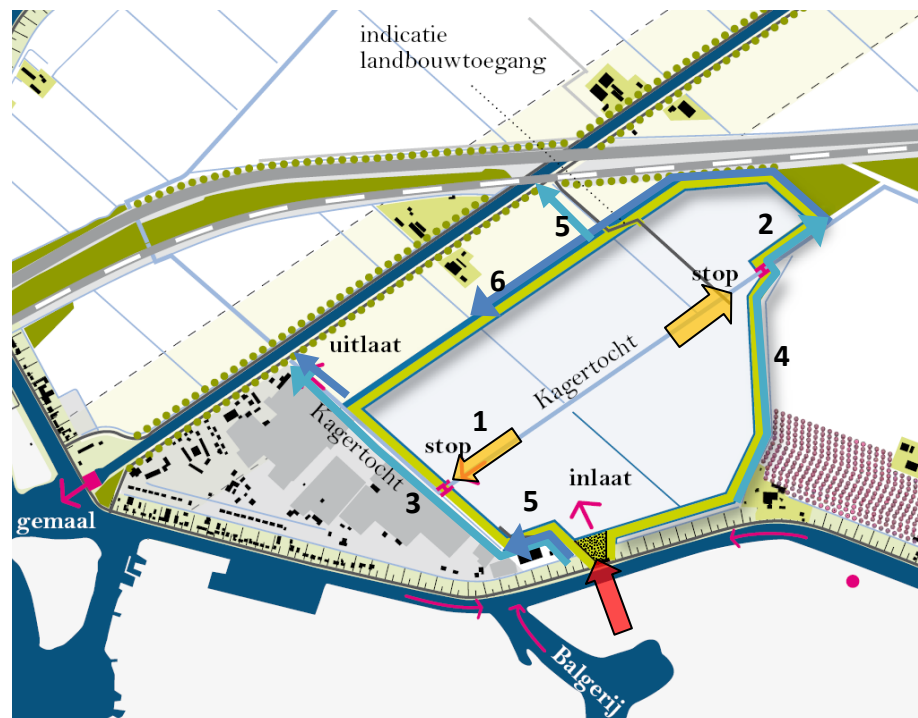 indicatie
landbouwtoegang
5
2
stop
6
uitlaat
Kagertocht
4
1
Kagertocht
stop
inlaat
3
5
gemaal
Balgerij